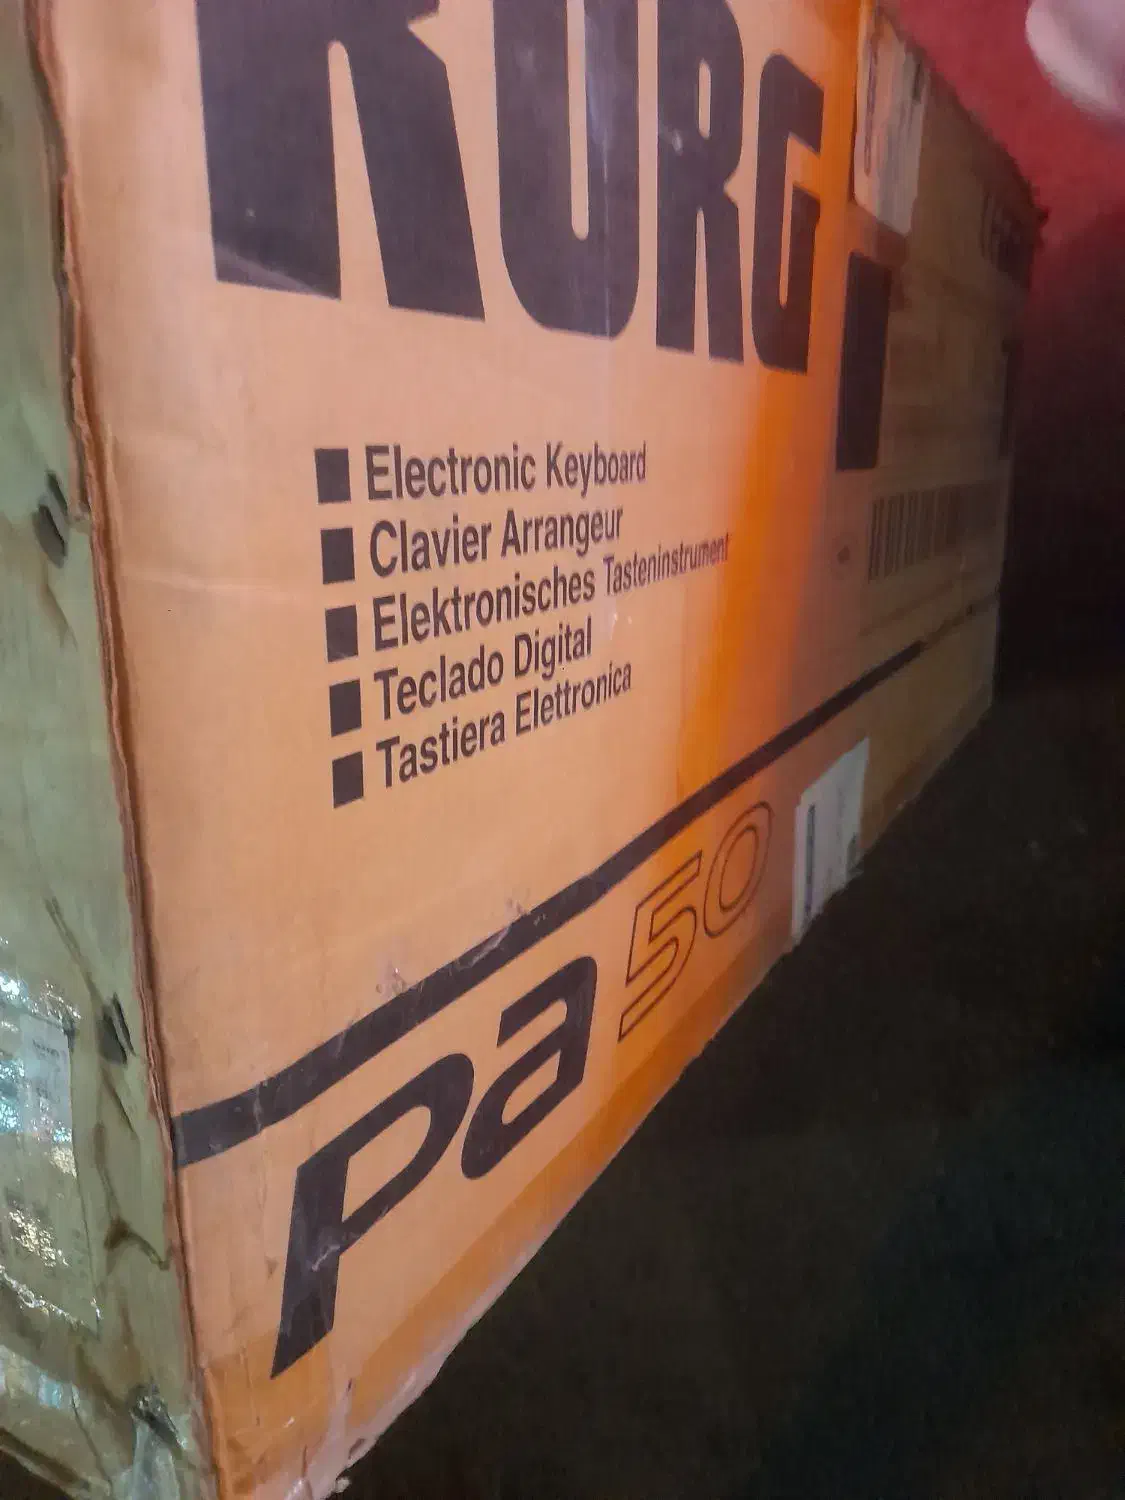 KORG
■ Electronic Keyboard
■ Clavier Arrangeur
■ Elektronisches Tasteninstrument
■ Teclado Digital
■ Tastiera Elettronica
Pa 50